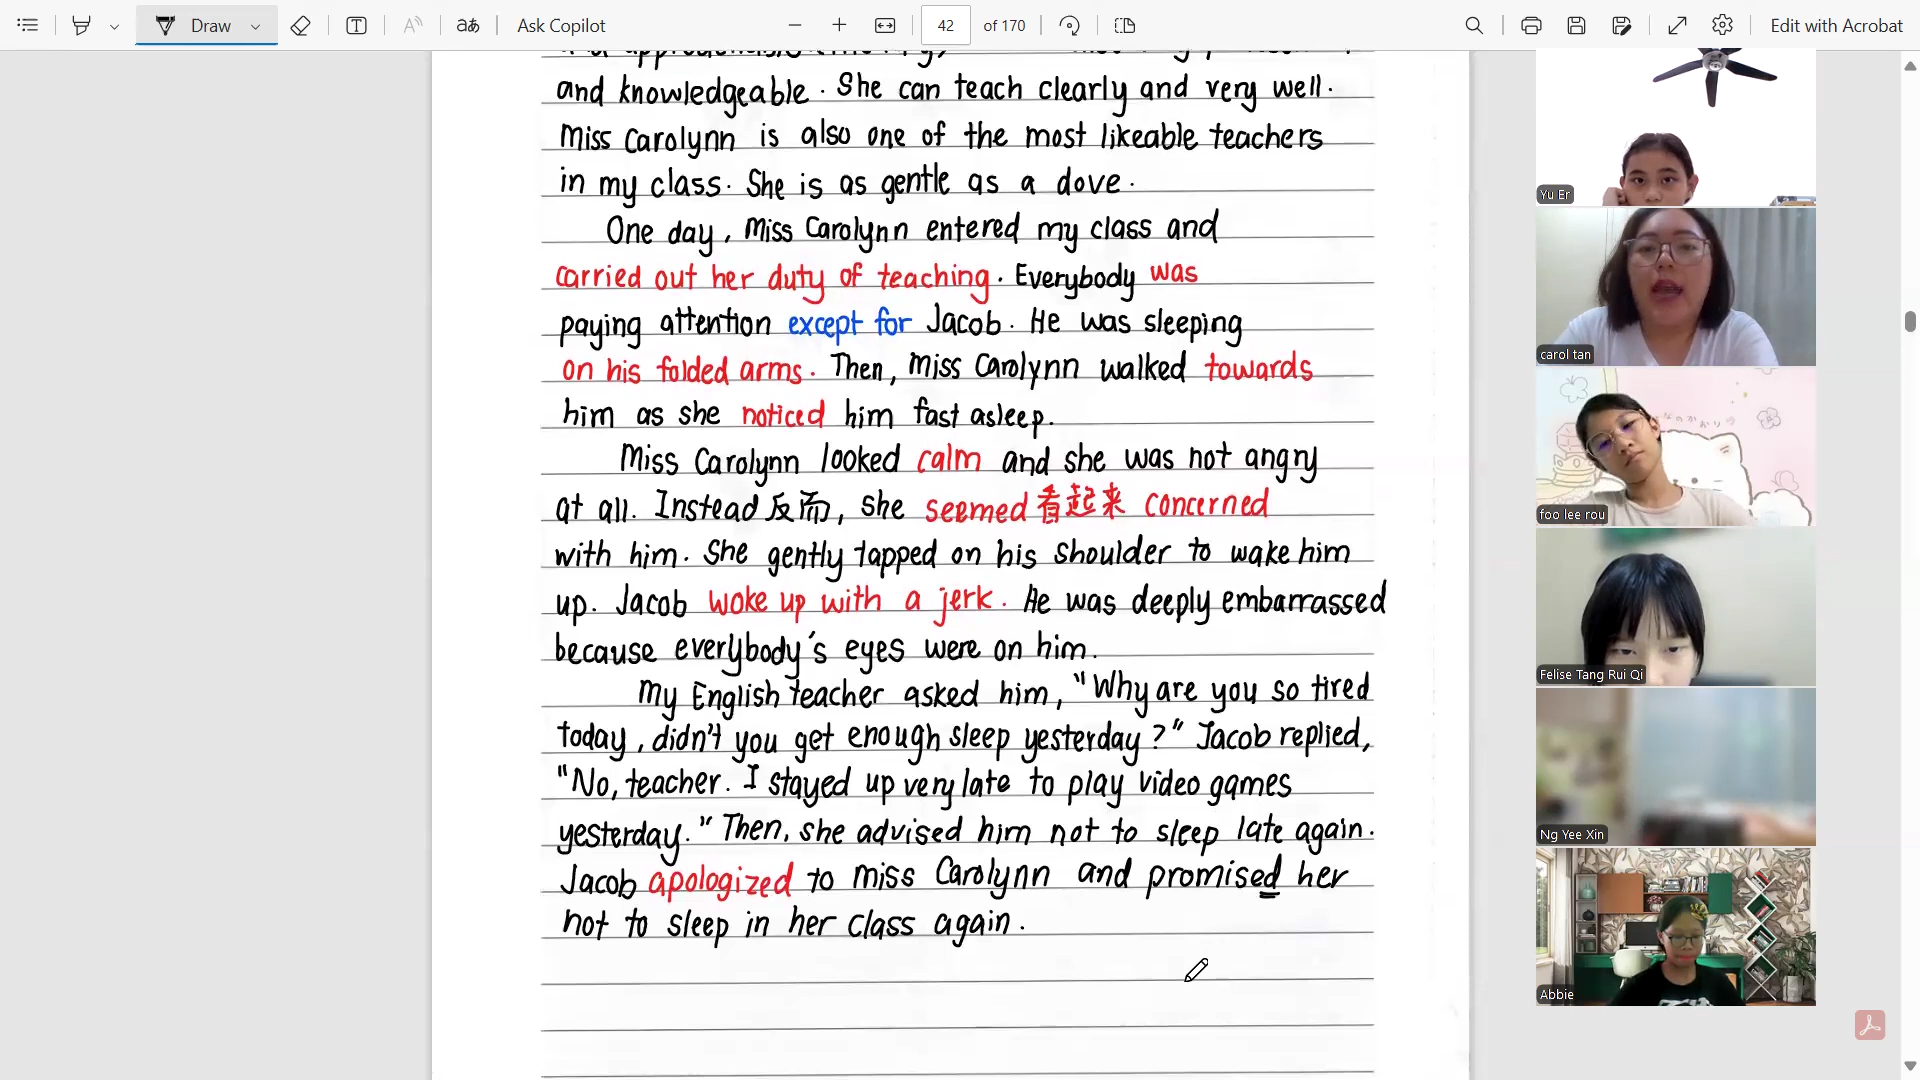 Draw
Ask Copilot
42 of 170
Edit with Acrobat
and knowledgeable. She can teach clearly and very well.
Miss Carolynn is also one of the most likeable teachers
in my class. She is as gentle as a dove.
One day, Miss Carolynn entered my class and
carried out her duty of teaching. Everybody was
paying attention except for Jacob. He was sleeping
on his folded arms. Then, Miss Carolynn walked towards
him as she noticed him fast asleep.
Miss Carolynn looked calm and she was not angry
at all. Instead 反而, she seemed 看起来 concerned
with him. She gently tapped on his shoulder to wake him
up. Jacob woke up with a jerk. He was deeply embarrassed
because everybody's eyes were on him.
My English teacher asked him, "Why are you so tired
today, didn't you get enough sleep yesterday?" Jacob replied,
"No, teacher. I stayed up very late to play video games
yesterday." Then, she advised him not to sleep late again.
Jacob apologized to miss Carolynn and promised her
not to sleep in her class again.
Yu Er
carol tan
foo lee rou
Felise Tang Rui Qi
Ng Yee Xin
Abbie